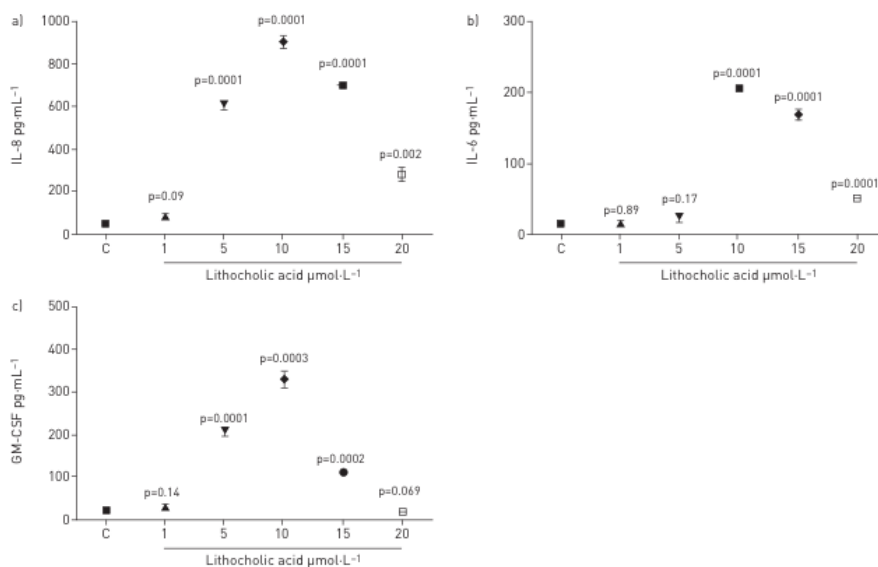 a)
1000
800
600
400
200
0
IL-8 pg·mL⁻¹
p=0.09
p=0.0001
p=0.0001
p=0.0001
p=0.002
C 1 5 10 15 20
Lithocholic acid µmol·L⁻¹
b)
300
200
100
0
IL-6 pg·mL⁻¹
p=0.89
p=0.17
p=0.0001
p=0.0001
p=0.0001
C 1 5 10 15 20
Lithocholic acid µmol·L⁻¹
c)
500
400
300
200
100
0
GM-CSF pg·mL⁻¹
p=0.14
p=0.0001
p=0.0003
p=0.0002
p=0.069
C 1 5 10 15 20
Lithocholic acid µmol·L⁻¹